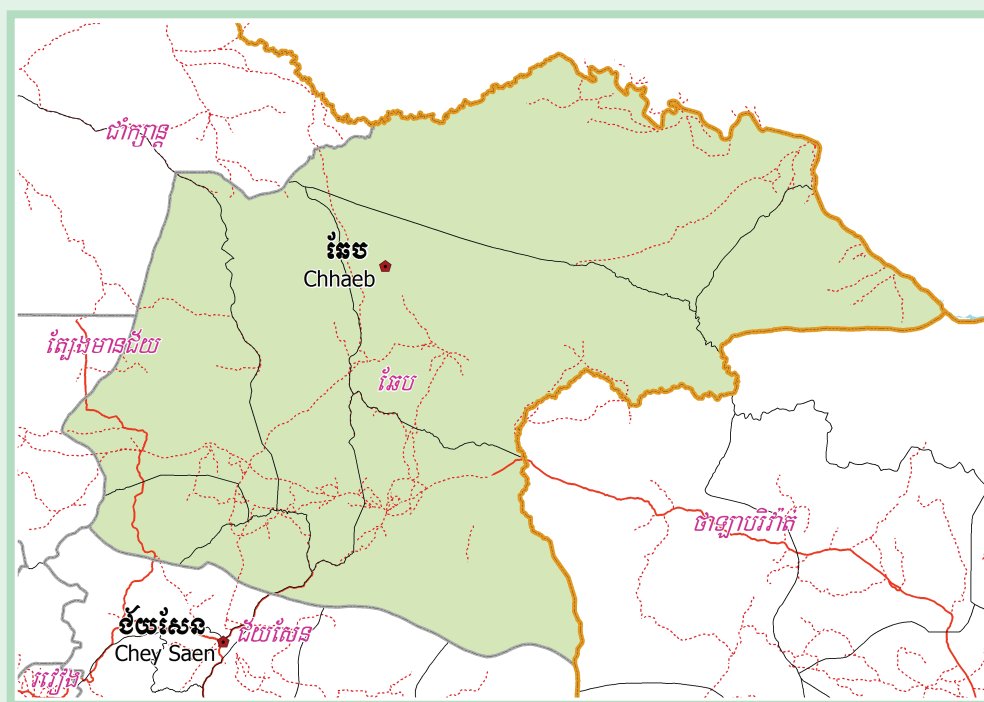 ជាំក្សាន្ត
ឆែប
Chhaeb
ត្បែងមានជ័យ
ឆែប
ថាឡាបរិវ៉ាត់
ជ័យសែន
Chey Saen
ជ័យសែន
រវៀង